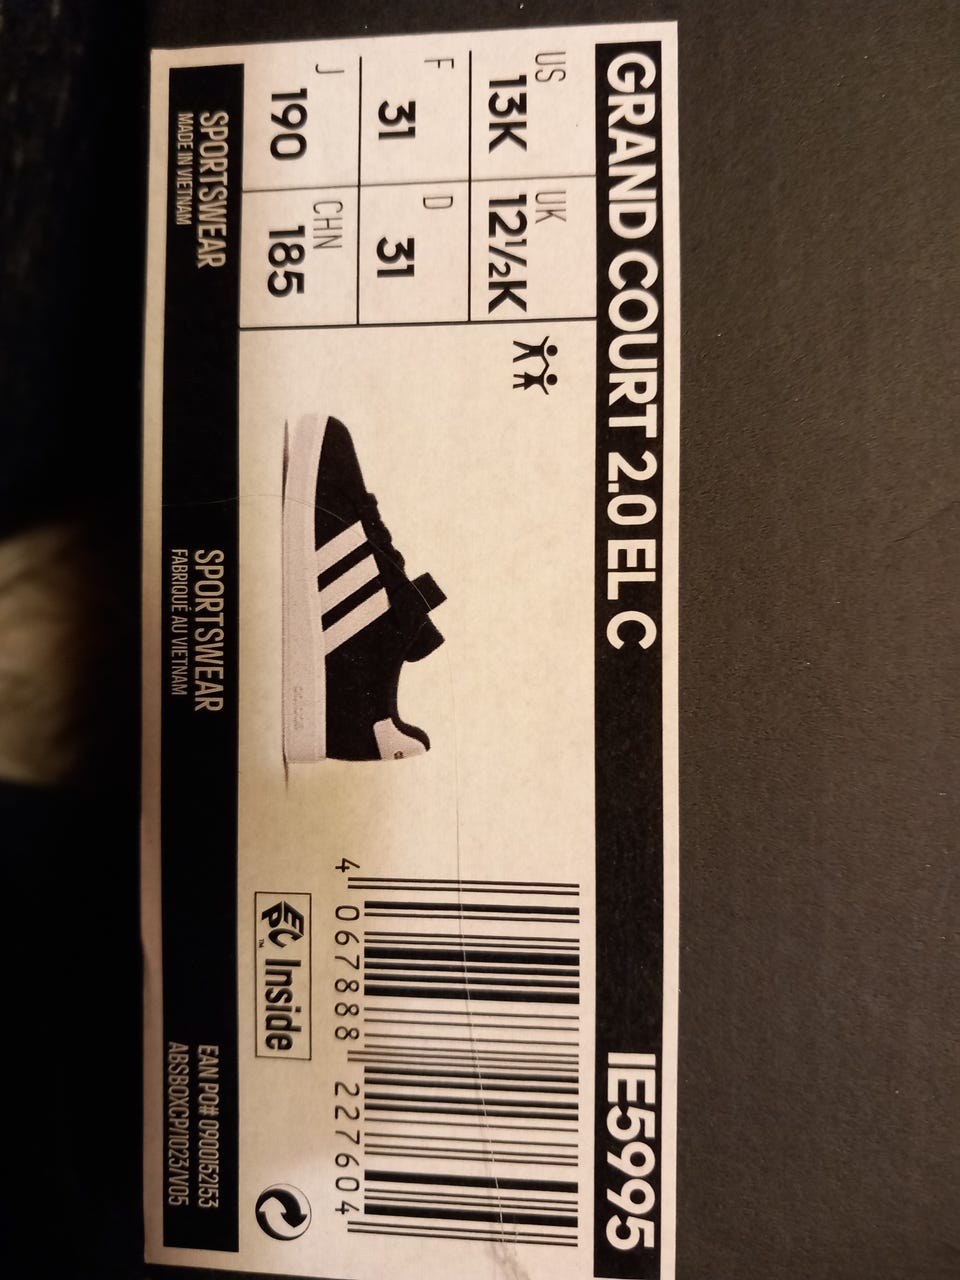 GRAND COURT 2.0 EL C IE5995
US 13K UK 12½K
F 31 D 31
J 190 CHN 185
4 067888 227604
ECP™ Inside
SPORTSWEAR SPORTSWEAR EAN PO# 0900152153
MADE IN VIETNAM FABRIQUÉ AU VIETNAM ABSBOXCP/1023/V05